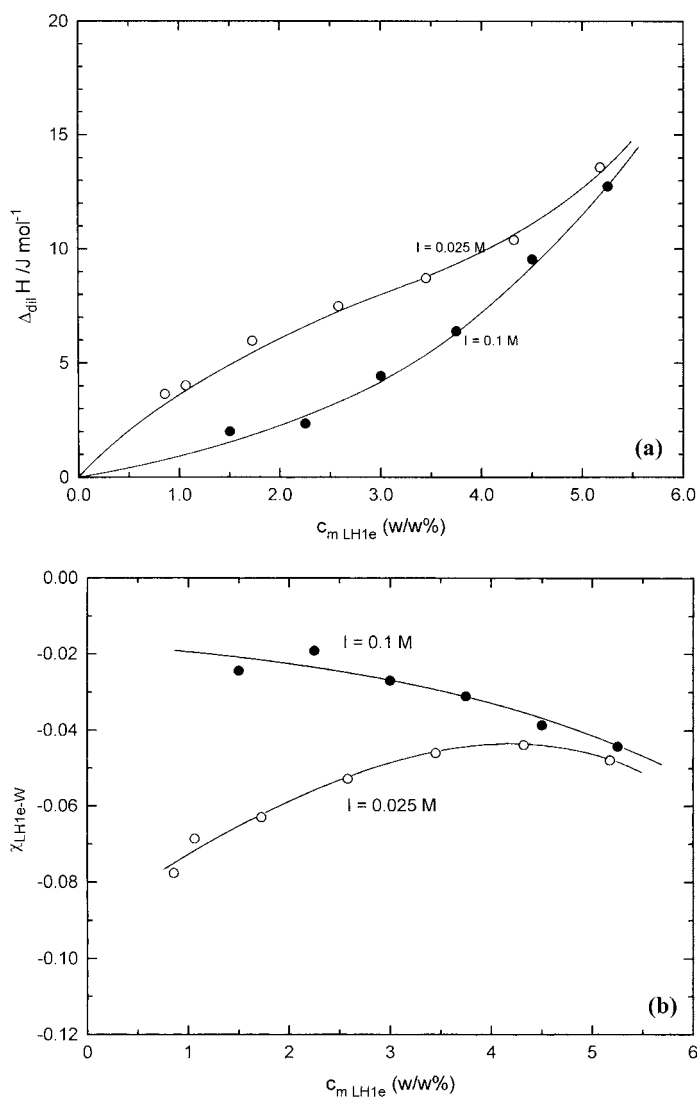 20
15
10
5
0
Δdil H /J mol⁻¹
I = 0.025 M
I = 0.1 M
(a)
0.0 1.0 2.0 3.0 4.0 5.0 6.0
cm LH1e (w/w%)
0.00
-0.02
-0.04
-0.06
-0.08
-0.10
-0.12
χLH1e-W
I = 0.1 M
I = 0.025 M
(b)
0 1 2 3 4 5 6
cm LH1e (w/w%)